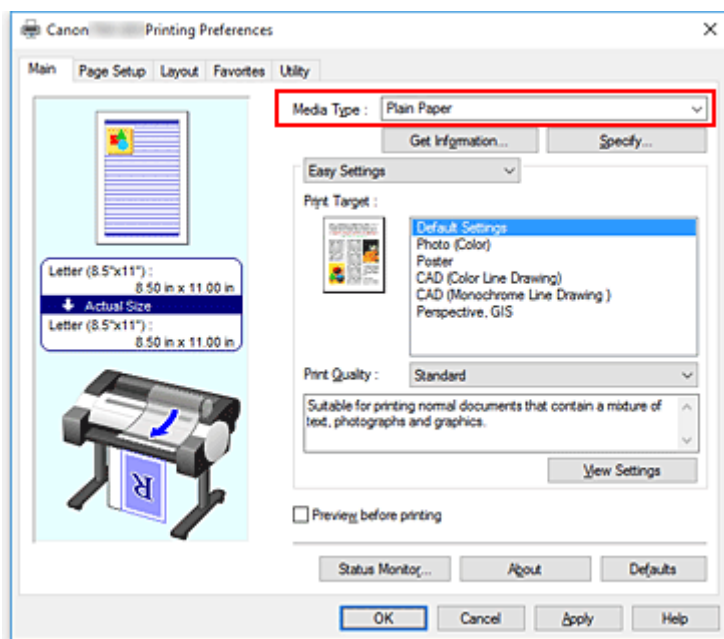 Canon Printing Preferences
Main Page Setup Layout Favorites Utility
Media Type : Plain Paper
Get Information... Specify...
Easy Settings
Print Target :
Default Settings
Photo (Color)
Poster
CAD (Color Line Drawing)
CAD (Monochrome Line Drawing )
Perspective, GIS
Letter (8.5"x11") :
8.50 in x 11.00 in
Actual Size
Letter (8.5"x11") :
8.50 in x 11.00 in
Print Quality : Standard
Suitable for printing normal documents that contain a mixture of
text, photographs and graphics.
View Settings
R
Preview before printing
Status Monitor... About Defaults
OK Cancel Apply Help